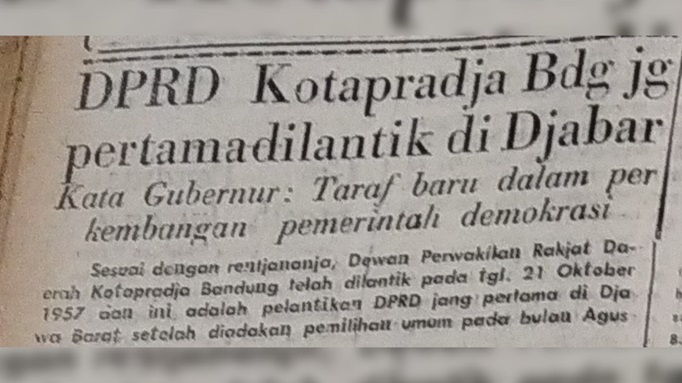 DPRD Kotapradja Bdg jg
pertamadilantik di Djabar
Kata Gubernur: Taraf baru dalam per
kembangan pemerintah demokrasi
Sesuai dengan rentjananja, Dewan Perwakilan Rakjat Da-
erah Kotapradja Bandung telah dilantik pada tgl. 21 Oktober
1957 dan ini adalah pelantikan DPRD jang pertama di Dja
wa Barat setelah diadakan pemilihan umum pada bulan Agus